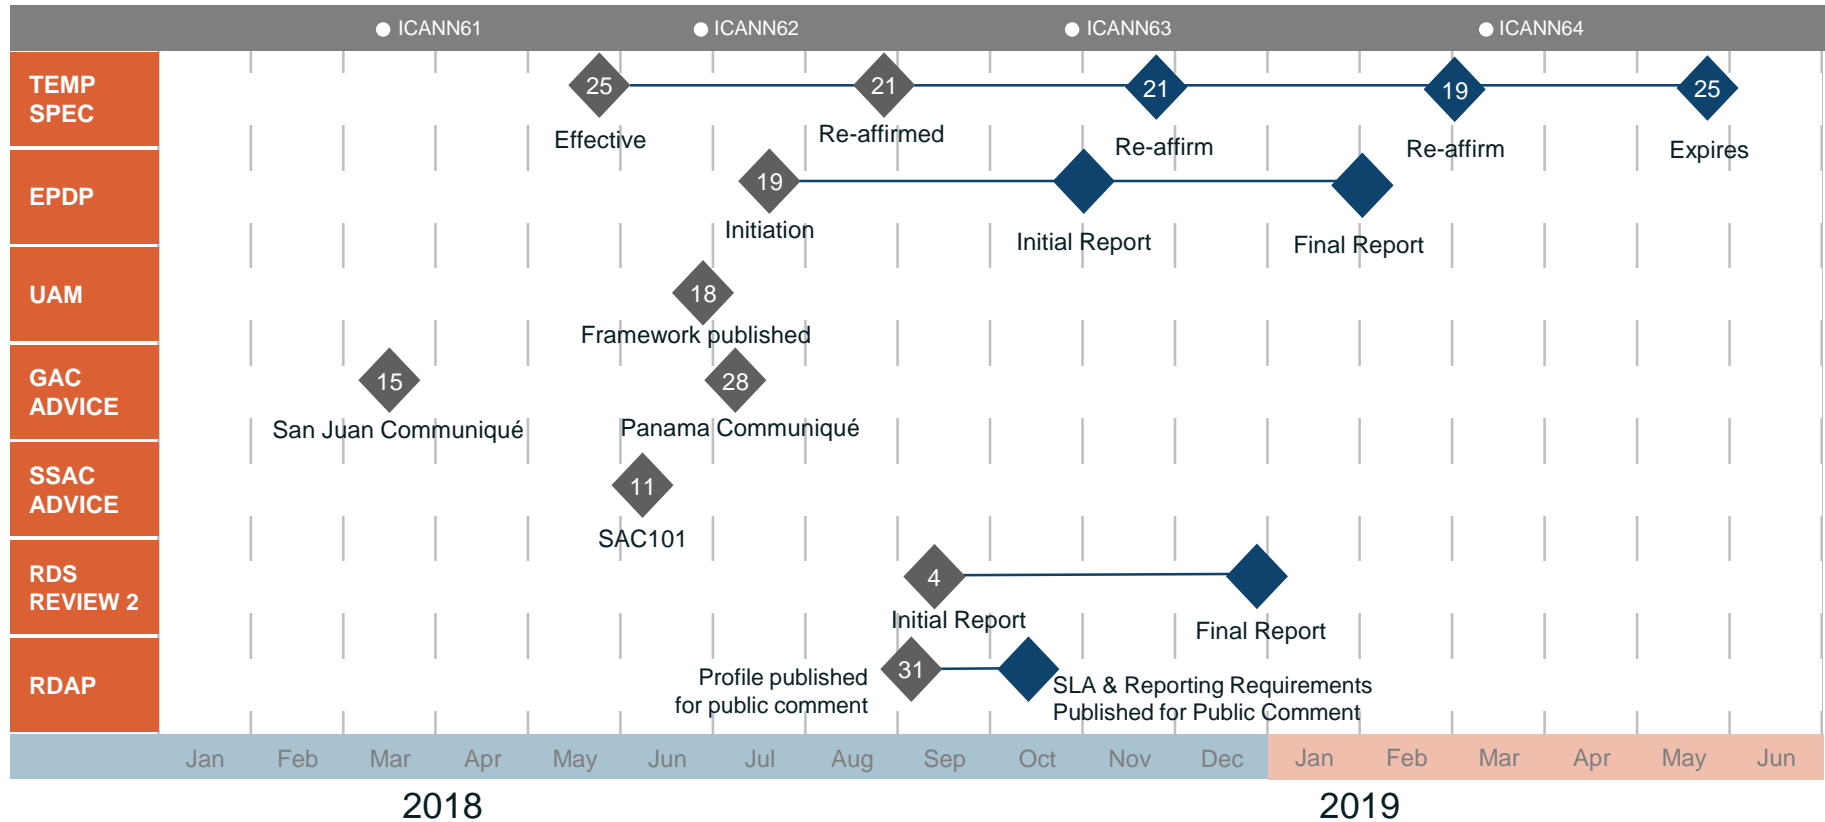 ICANN61
ICANN62
ICANN63
ICANN64
TEMP
SPEC
25
21
21
19
25
Effective
Re-affirmed
Re-affirm
Re-affirm
Expires
EPDP
19
Initiation
Initial Report
Final Report
UAM
18
Framework published
GAC
ADVICE
15
28
San Juan Communiqué
Panama Communiqué
SSAC
ADVICE
11
SAC101
RDS
REVIEW 2
4
Initial Report
Final Report
RDAP
Profile published
for public comment
31
SLA & Reporting Requirements
Published for Public Comment
Jan Feb Mar Apr May Jun Jul Aug Sep Oct Nov Dec Jan Feb Mar Apr May Jun
2018
2019